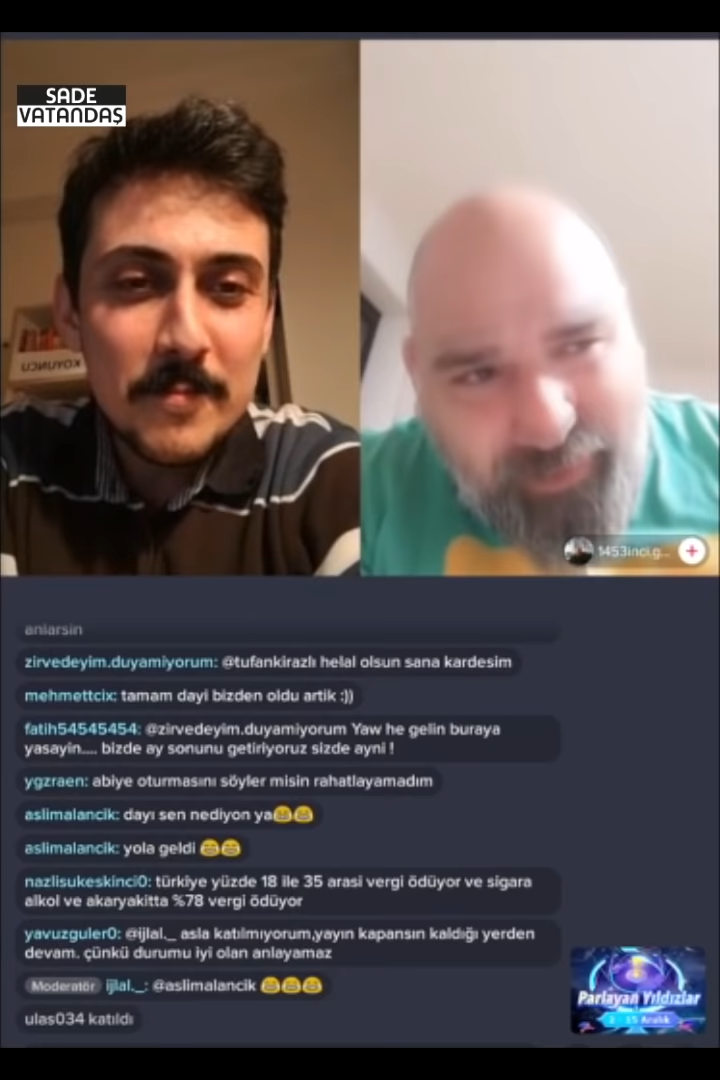 SADE
VATANDAŞ
KOYUNCU
1453inci.g...
anlarsin
zirvedeyim.duyamiyorum: @tufankirazlı helal olsun sana kardesim
mehmettcix: tamam dayi bizden oldu artik :))
fatih54545454: @zirvedeyim.duyamiyorum Yaw he gelin buraya
yasayin.... bizde ay sonunu getiriyoruz sizde ayni !
ygzraen: abiye oturmasını söyler misin rahatlayamadım
aslimalancik: dayı sen nediyon ya😂😂
aslimalancik: yola geldi 😂😂
nazlisukeskinci0: türkiye yüzde 18 ile 35 arasi vergi ödüyor ve sigara
alkol ve akaryakitta %78 vergi ödüyor
yavuzguler0: @ijlal._ asla katılmıyorum,yayın kapansın kaldığı yerden
devam. çünkü durumu iyi olan anlayamaz
Moderatör ijlal._: @aslimalancik 😂😂😂
ulas034 katıldı
Parlayan Yıldızlar